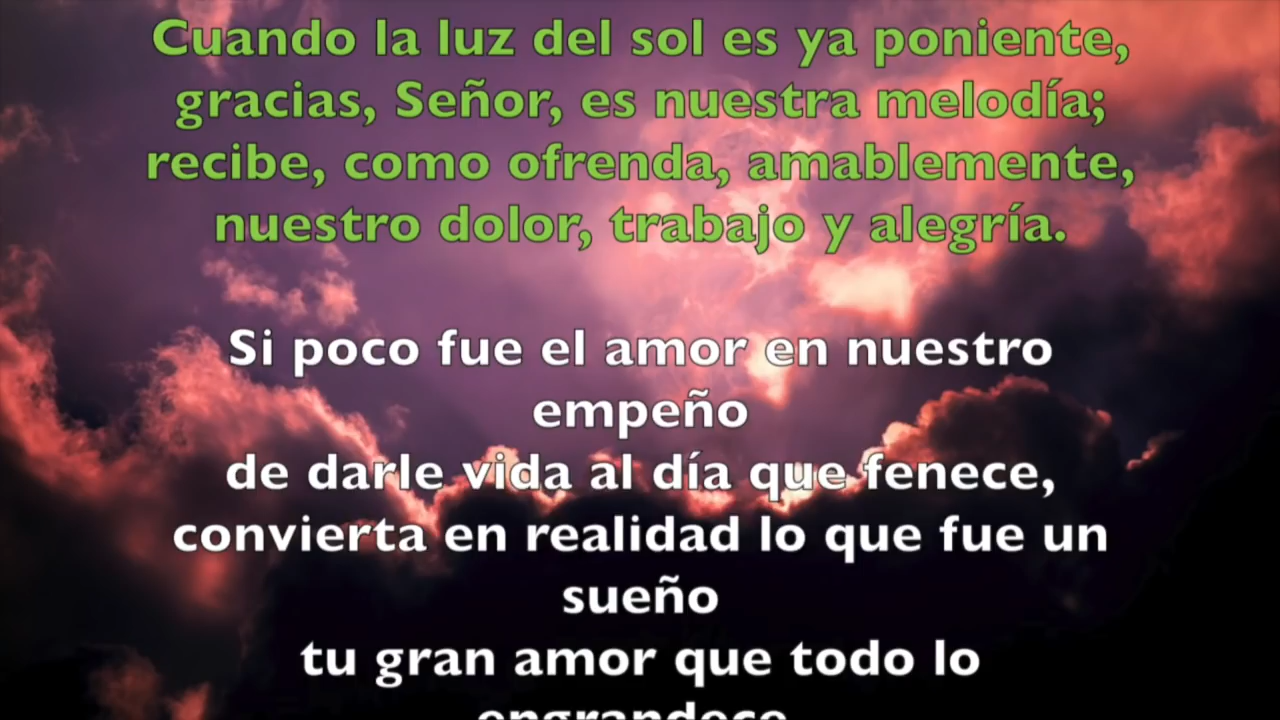 Cuando la luz del sol es ya poniente,
gracias, Señor, es nuestra melodía;
recibe, como ofrenda, amablemente,
nuestro dolor, trabajo y alegría.
Si poco fue el amor en nuestro
empeño
de darle vida al día que fenece,
convierta en realidad lo que fue un
sueño
tu gran amor que todo lo
engrandece